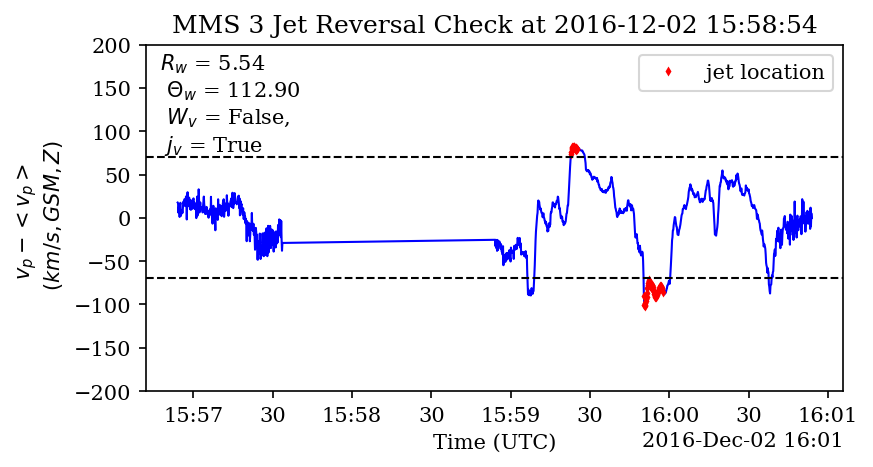 MMS 3 Jet Reversal Check at 2016-12-02 15:58:54
R_w = 5.54
Θ_w = 112.90
W_v = False,
j_v = True
jet location
v_p − < v_p >
(km/s, GSM, Z)
200
150
100
50
0
−50
−100
−150
−200
15:57 30 15:58 30 15:59 30 16:00 30 16:01
Time (UTC)
2016-Dec-02 16:01